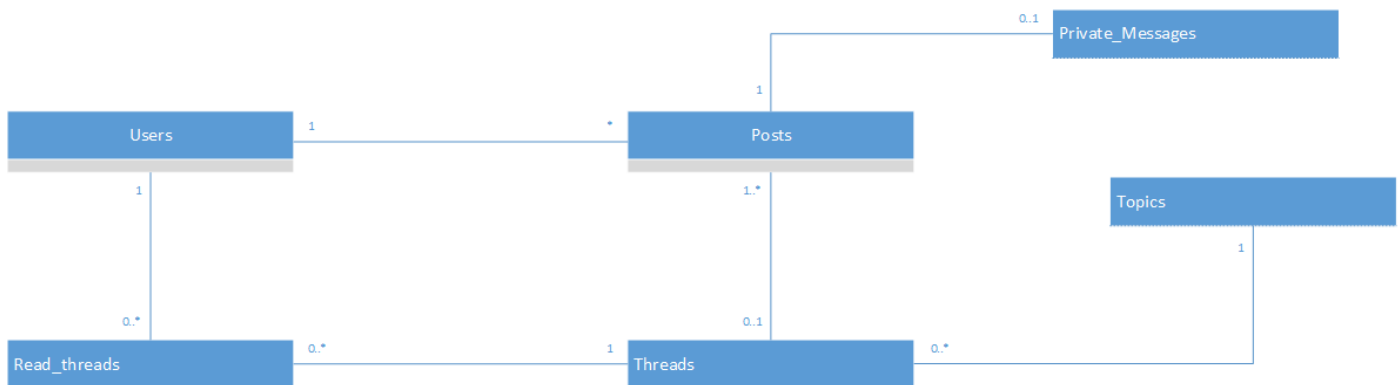 0..1
Private_Messages
1
Users
1
*
Posts
1
1..*
Topics
1
0..*
0..1
Read_threads
0..*
1
Threads
0..*